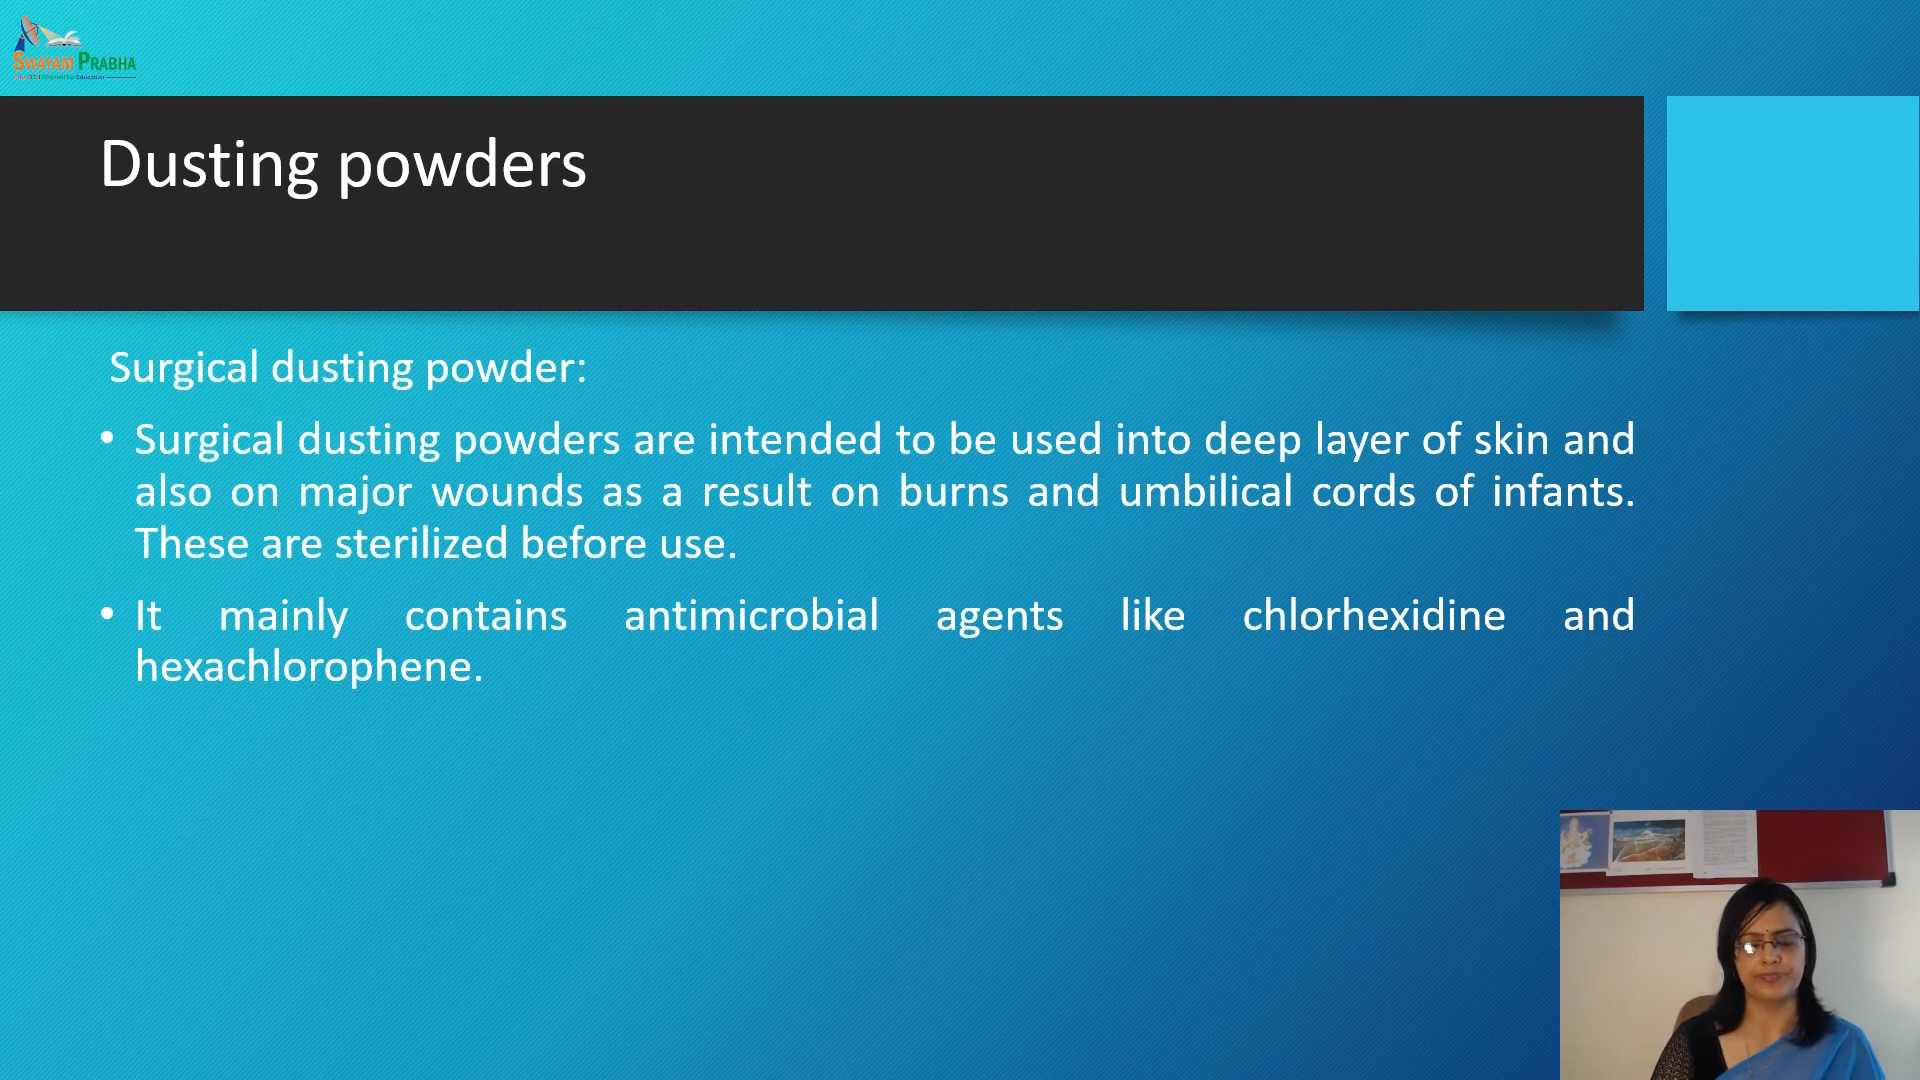 SWAYAM PRABHA
Dusting powders
Surgical dusting powder:
• Surgical dusting powders are intended to be used into deep layer of skin and
also on major wounds as a result on burns and umbilical cords of infants.
These are sterilized before use.
• It mainly contains antimicrobial agents like chlorhexidine and
hexachlorophene.